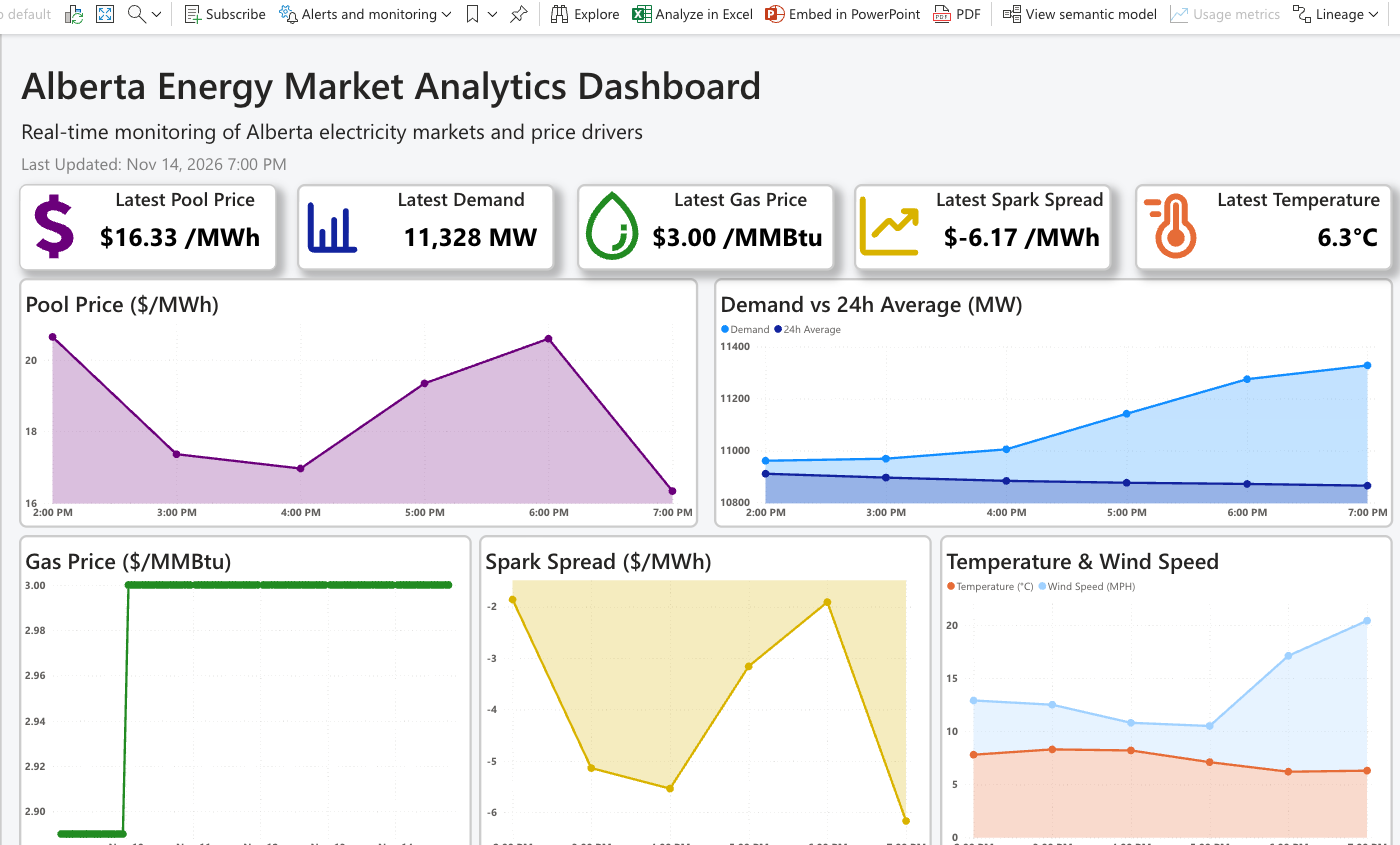 default Subscribe Alerts and monitoring Explore Analyze in Excel Embed in PowerPoint PDF View semantic model Usage metrics Lineage
Alberta Energy Market Analytics Dashboard
Real-time monitoring of Alberta electricity markets and price drivers
Last Updated: Nov 14, 2026 7:00 PM
Latest Pool Price
$16.33 /MWh
Latest Demand
11,328 MW
Latest Gas Price
$3.00 /MMBtu
Latest Spark Spread
$-6.17 /MWh
Latest Temperature
6.3°C
Pool Price ($/MWh)
20
18
16
2:00 PM 3:00 PM 4:00 PM 5:00 PM 6:00 PM 7:00 PM
Demand vs 24h Average (MW)
Demand 24h Average
11400
11200
11000
10800
2:00 PM 3:00 PM 4:00 PM 5:00 PM 6:00 PM 7:00 PM
Gas Price ($/MMBtu)
3.00
2.98
2.96
2.94
2.92
2.90
Spark Spread ($/MWh)
-2
-3
-4
-5
-6
Temperature & Wind Speed
Temperature (°C) Wind Speed (MPH)
20
15
10
5
0